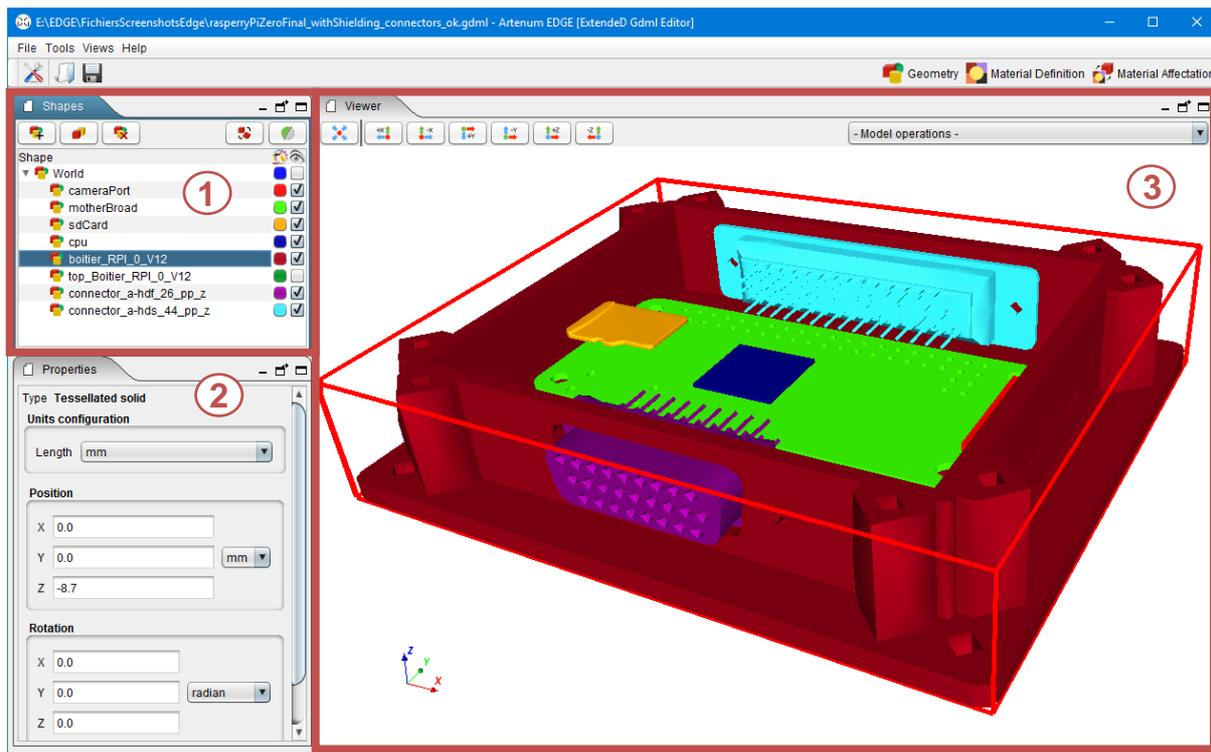 E:\EDGE\FichiersScreenshotsEdge\rasperryPiZeroFinal_withShielding_connectors_ok.gdml - Artenum EDGE [ExtendeD Gdml Editor]
File Tools Views Help
Geometry Material Definition Material Affectation
Shapes
Viewer
+X -X +Y -Y +Z -Z
- Model operations -
Shape
World
cameraPort
motherBroad
sdCard
cpu
boitier_RPI_0_V12
top_Boitier_RPI_0_V12
connector_a-hdf_26_pp_z
connector_a-hds_44_pp_z
1
3
Properties
2
Type Tessellated solid
Units configuration
Length mm
Position
X 0.0
Y 0.0 mm
Z -8.7
Rotation
X 0.0
Y 0.0 radian
Z 0.0
Z
Y
X